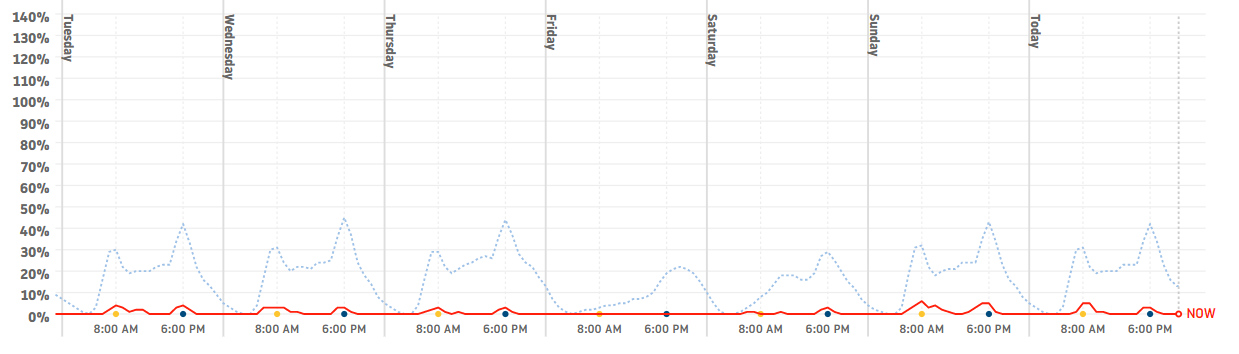 140%
130%
120%
110%
100%
90%
80%
70%
60%
50%
40%
30%
20%
10%
0%
Tuesday
Wednesday
Thursday
Friday
Saturday
Sunday
Today
8:00 AM 6:00 PM 8:00 AM 6:00 PM 8:00 AM 6:00 PM 8:00 AM 6:00 PM 8:00 AM 6:00 PM 8:00 AM 6:00 PM 8:00 AM 6:00 PM
NOW